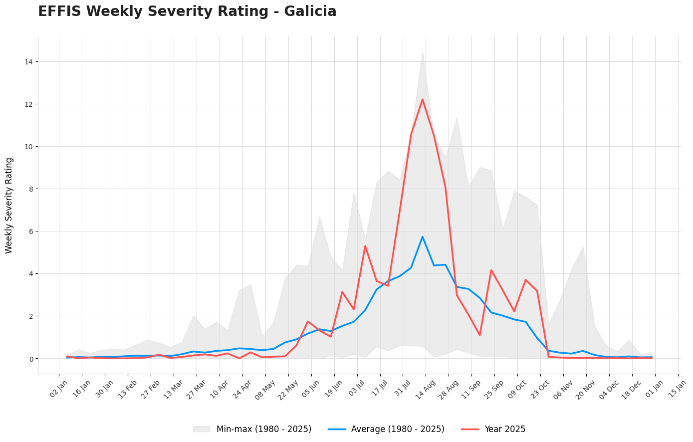 EFFIS Weekly Severity Rating - Galicia
Weekly Severity Rating
14
12
10
8
6
4
2
0
02 Jan
16 Jan
30 Jan
13 Feb
27 Feb
13 Mar
27 Mar
10 Apr
24 Apr
08 May
22 May
05 Jun
19 Jun
03 Jul
17 Jul
31 Jul
14 Aug
28 Aug
11 Sep
25 Sep
09 Oct
23 Oct
06 Nov
20 Nov
04 Dec
18 Dec
01 Jan
15 Jan
Min-max (1980 - 2025) Average (1980 - 2025) Year 2025